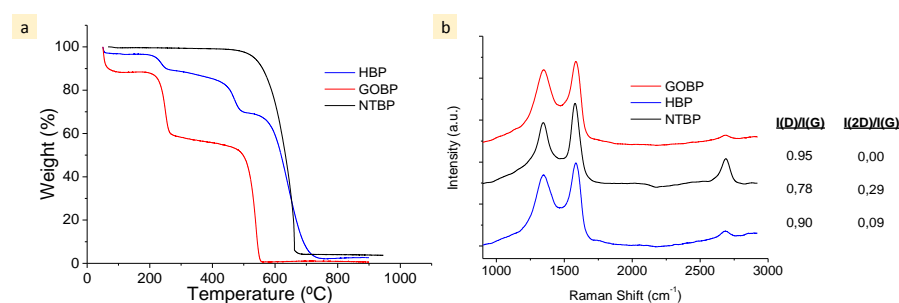 a
100
80
60
40
20
0
Weight (%)
HBP
GOBP
NTBP
0 200 400 600 800 1000
Temperature (ºC)
b
Intensity (a.u.)
GOBP
HBP
NTBP
I(D)/I(G) I(2D)/I(G)
0.95 0,00
0,78 0,29
0,90 0,09
1000 1500 2000 2500 3000
Raman Shift (cm-1)